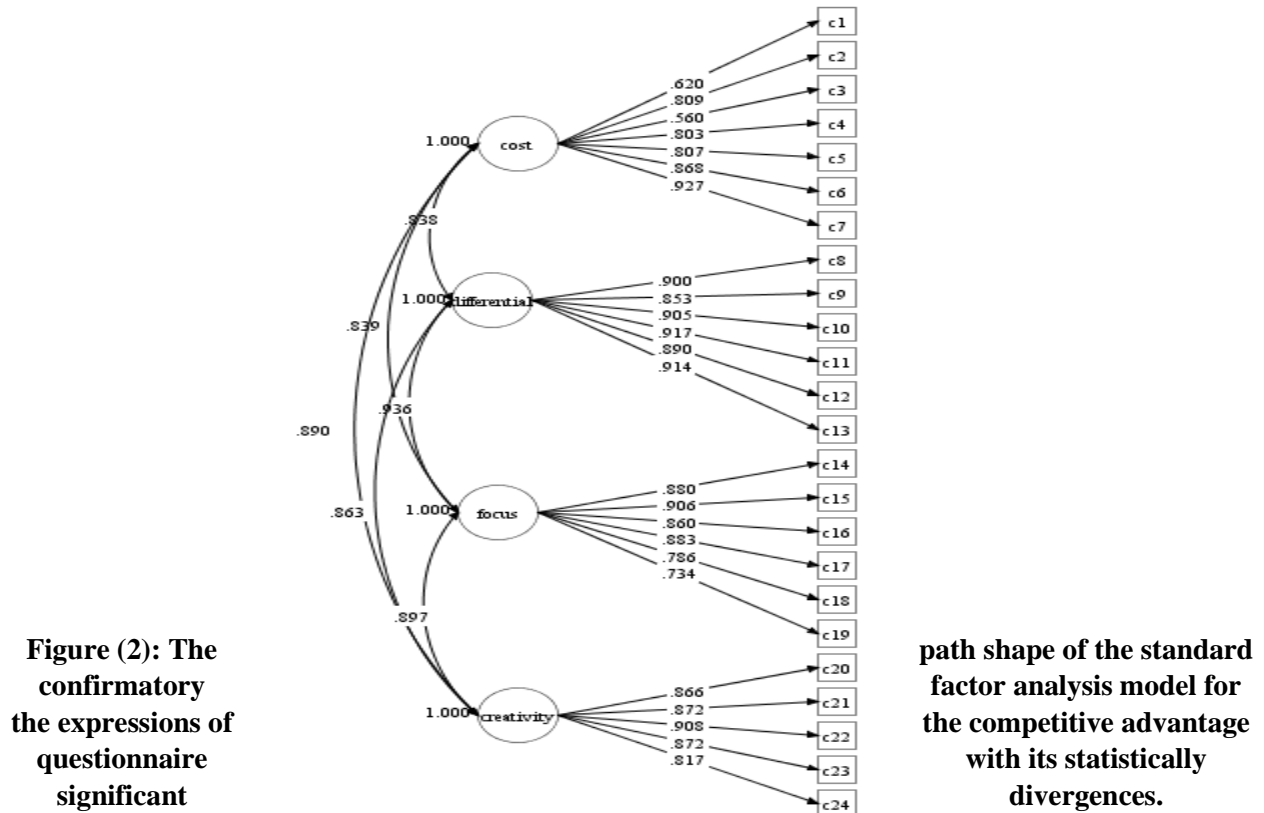 c1
c2
c3
c4
c5
c6
c7
.620
.809
.560
.803
.807
.868
.927
1.000
cost
.838
c8
c9
c10
c11
c12
c13
.900
.853
.905
.917
.890
.914
1.000
differential
.839
.936
.890
.863
c14
c15
c16
c17
c18
c19
.880
.906
.860
.883
.786
.734
1.000
focus
.897
c20
c21
c22
c23
c24
.866
.872
.908
.872
.817
1.000
creativity
Figure (2): The path shape of the standard
confirmatory factor analysis model for
the expressions of the competitive advantage
questionnaire with its statistically
significant divergences.